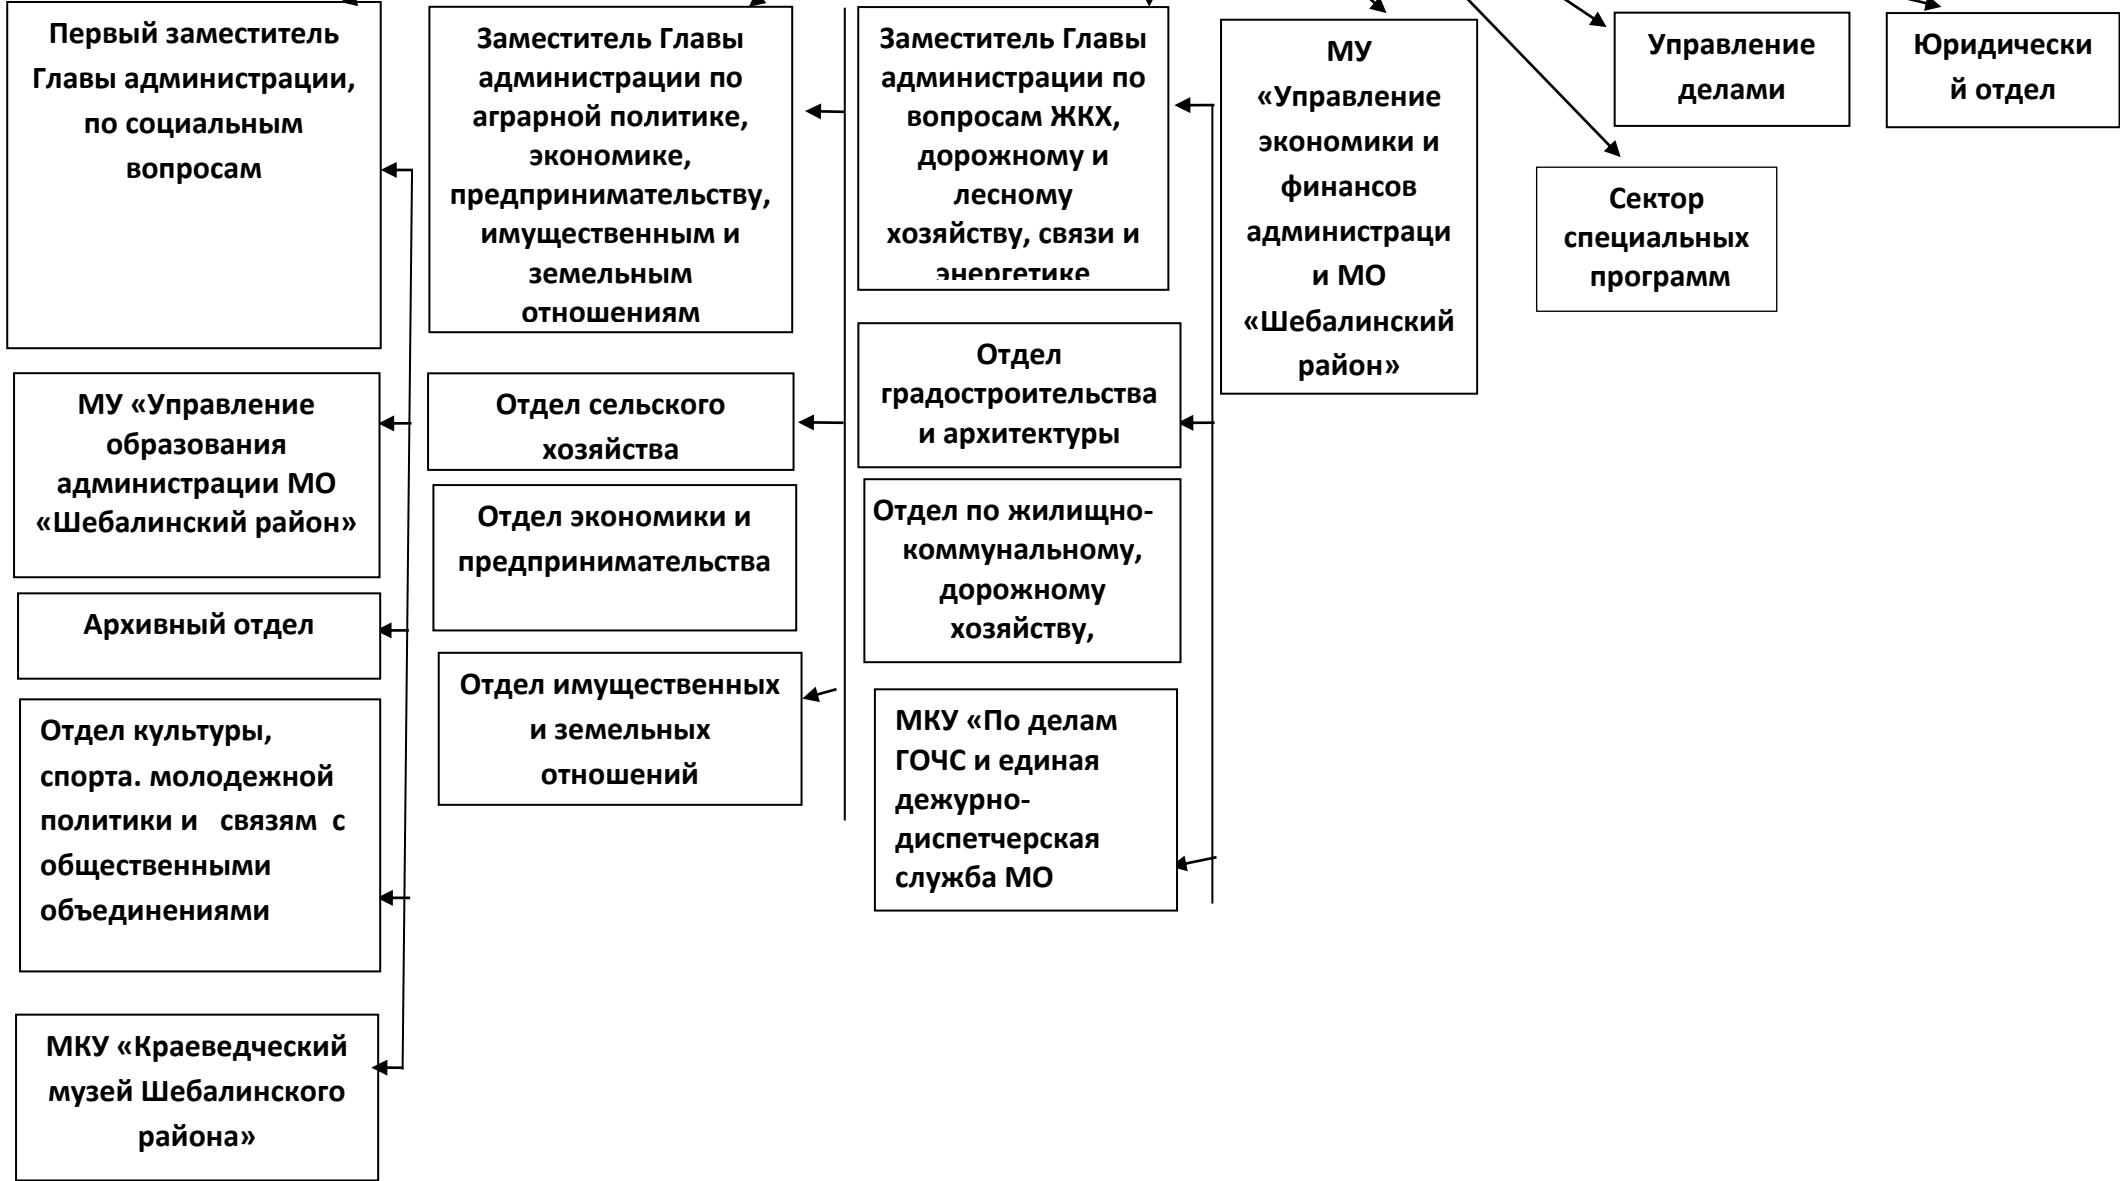 Первый заместитель
Главы администрации,
по социальным
вопросам
Заместитель Главы
администрации по
аграрной политике,
экономике,
предпринимательству,
имущественным и
земельным
отношениям
Заместитель Главы
администрации по
вопросам ЖКХ,
дорожному и
лесному
хозяйству, связи и
энергетике
МУ
«Управление
экономики и
финансов
администраци
и МО
«Шебалинский
район»
Управление
делами
Юридически
й отдел
Сектор
специальных
программ
МУ «Управление
образования
администрации МО
«Шебалинский район»
Отдел сельского
хозяйства
Отдел
градостроительства
и архитектуры
Отдел экономики и
предпринимательства
Отдел по жилищно-
коммунальному,
дорожному
хозяйству,
Архивный отдел
Отдел имущественных
и земельных
отношений
МКУ «По делам
ГОЧС и единая
дежурно-
диспетчерская
служба МО
Отдел культуры,
спорта. молодежной
политики и   связям  с
общественными
объединениями
МКУ «Краеведческий
музей Шебалинского
района»